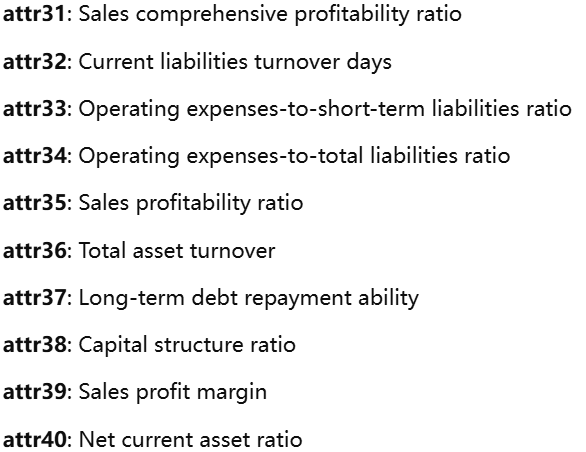 attr31: Sales comprehensive profitability ratio
attr32: Current liabilities turnover days
attr33: Operating expenses-to-short-term liabilities ratio
attr34: Operating expenses-to-total liabilities ratio
attr35: Sales profitability ratio
attr36: Total asset turnover
attr37: Long-term debt repayment ability
attr38: Capital structure ratio
attr39: Sales profit margin
attr40: Net current asset ratio